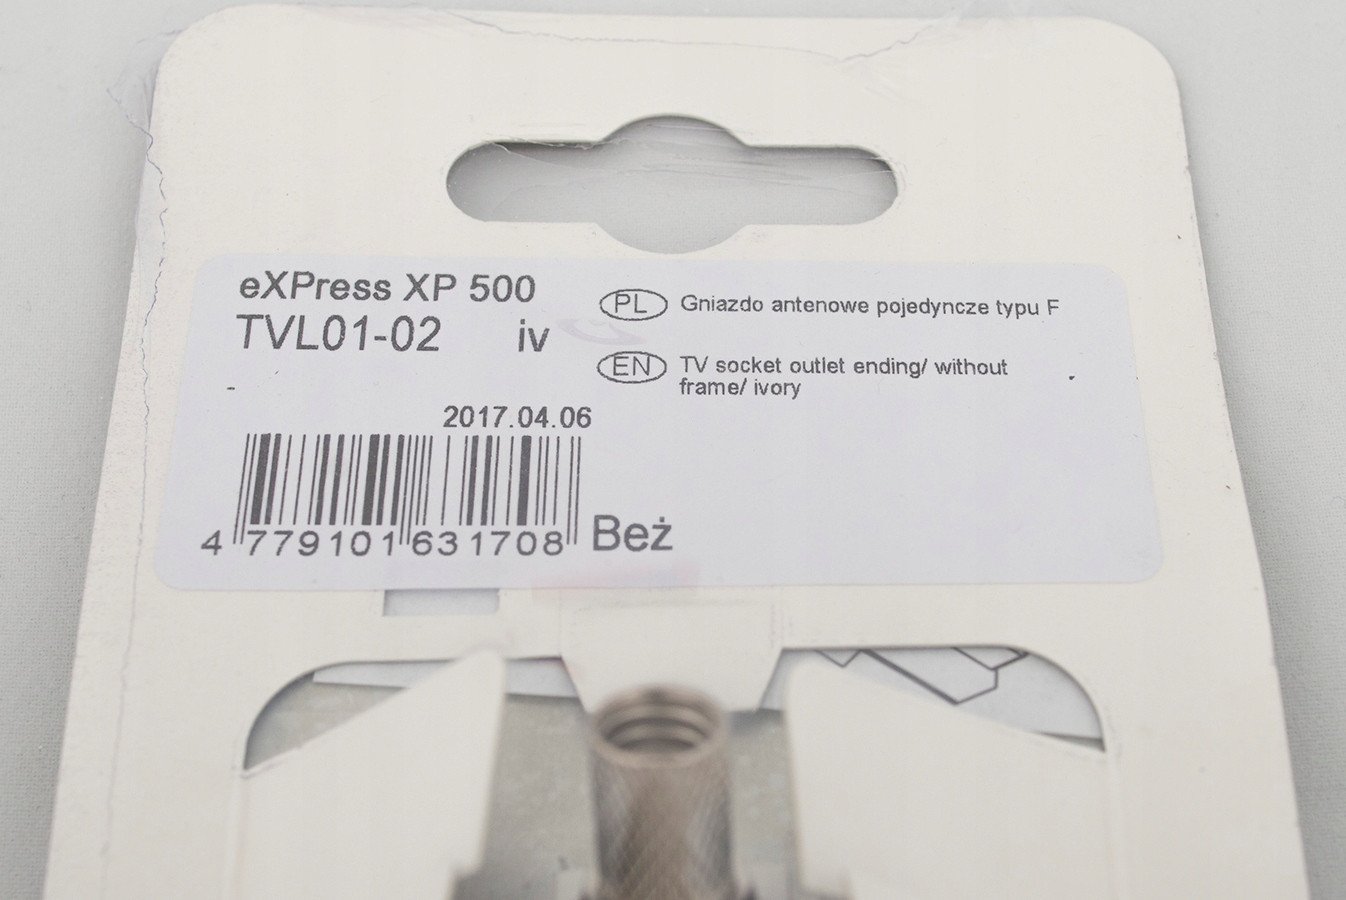 eXPress XP 500
TVL01-02 iv
PL Gniazdo antenowe pojedyncze typu F
EN TV socket outlet ending/ without
frame/ ivory
2017.04.06
4 779101 631708 Beż